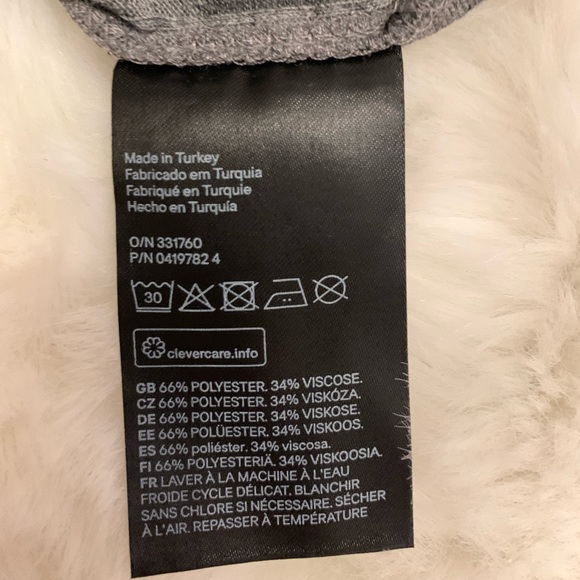 Made in Turkey
Fabricado em Turquia
Fabriqué en Turquie
Hecho en Turquía
O/N 331760
P/N 0419782 4
30
clevercare.info
GB 66% POLYESTER. 34% VISCOSE.
CZ 66% POLYESTER. 34% VISKÓZA.
DE 66% POLYESTER. 34% VISKOSE.
EE 66% POLÜESTER. 34% VISKOOS.
ES 66% poliéster. 34% viscosa.
FI 66% POLYESTERIÄ. 34% VISKOOSIA.
FR LAVER À LA MACHINE À L'EAU
FROIDE CYCLE DÉLICAT. BLANCHIR
SANS CHLORE SI NÉCESSAIRE. SÉCHER
À L'AIR. REPASSER À TEMPÉRATURE